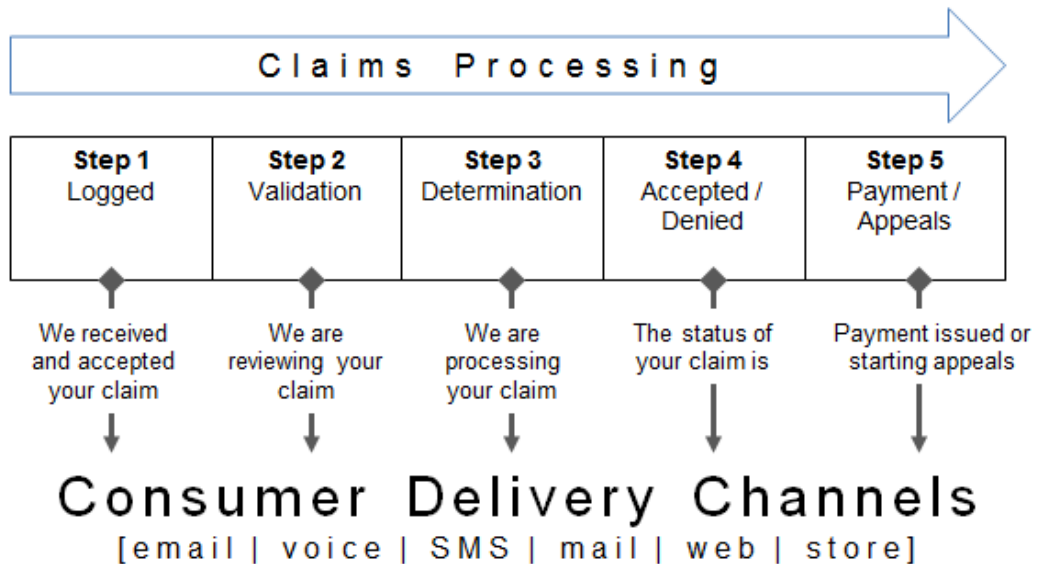 Claims Processing
Step 1
Logged
Step 2
Validation
Step 3
Determination
Step 4
Accepted /
Denied
Step 5
Payment /
Appeals
We received
and accepted
your claim
We are
reviewing your
claim
We are
processing
your claim
The status of
your claim is
Payment issued or
starting appeals
Consumer Delivery Channels
[email | voice | SMS | mail | web | store]